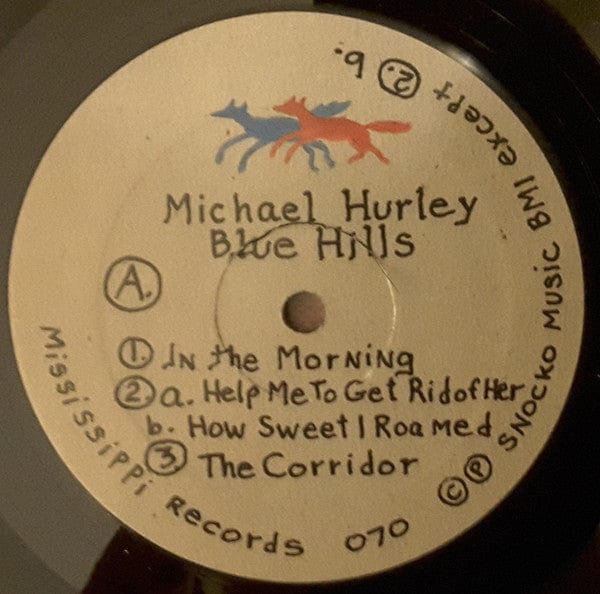 Michael Hurley
Blue Hills
A.
1. In the Morning
2. a. Help Me To Get Rid of Her
b. How Sweet I Roamed
3. The Corridor
Mississippi Records 070
© ℗ Snocko Music BMI except 2. b.